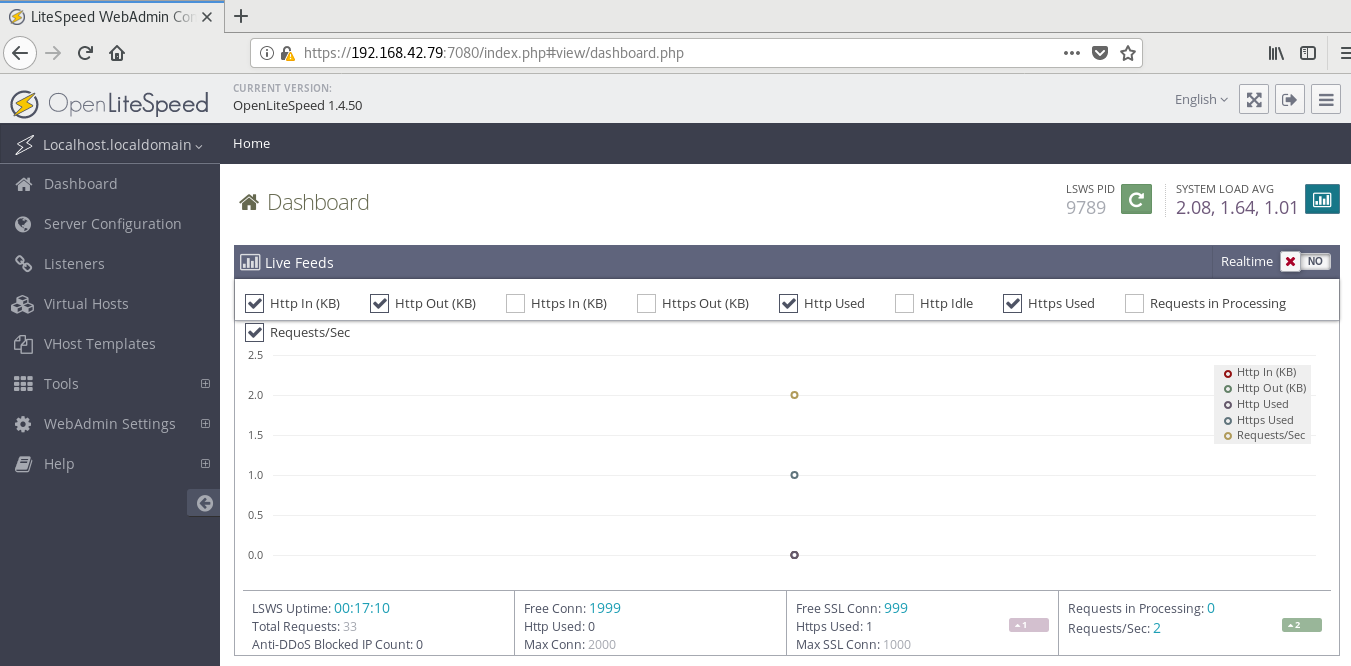 LiteSpeed WebAdmin Co
https://192.168.42.79:7080/index.php#view/dashboard.php
OpenLiteSpeed
CURRENT VERSION:
OpenLiteSpeed 1.4.50
English
Localhost.localdomain
Home
Dashboard
Server Configuration
Listeners
Virtual Hosts
VHost Templates
Tools
WebAdmin Settings
Help
Dashboard
LSWS PID
9789
SYSTEM LOAD AVG
2.08, 1.64, 1.01
Live Feeds
Realtime NO
Http In (KB) Http Out (KB) Https In (KB) Https Out (KB) Http Used Http Idle Https Used Requests in Processing
Requests/Sec
2.5
2.0
1.5
1.0
0.5
0.0
Http In (KB)
Http Out (KB)
Http Used
Https Used
Requests/Sec
LSWS Uptime: 00:17:10
Total Requests: 33
Anti-DDoS Blocked IP Count: 0
Free Conn: 1999
Http Used: 0
Max Conn: 2000
Free SSL Conn: 999
Https Used: 1
Max SSL Conn: 1000
1
Requests in Processing: 0
Requests/Sec: 2
2